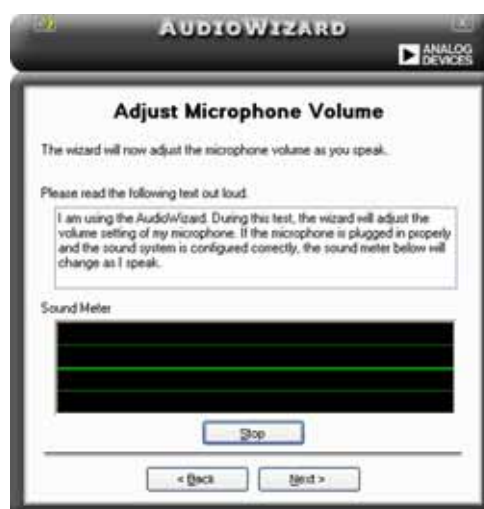 AUDIOWIZARD
ANALOG
DEVICES
Adjust Microphone Volume
The wizard will now adjust the microphone volume as you speak.
Please read the following text out loud.
I am using the AudioWizard. During this test, the wizard will adjust the
volume setting of my microphone. If the microphone is plugged in properly
and the sound system is configured correctly, the sound meter below will
change as I speak.
Sound Meter
Stop
< Back Next >